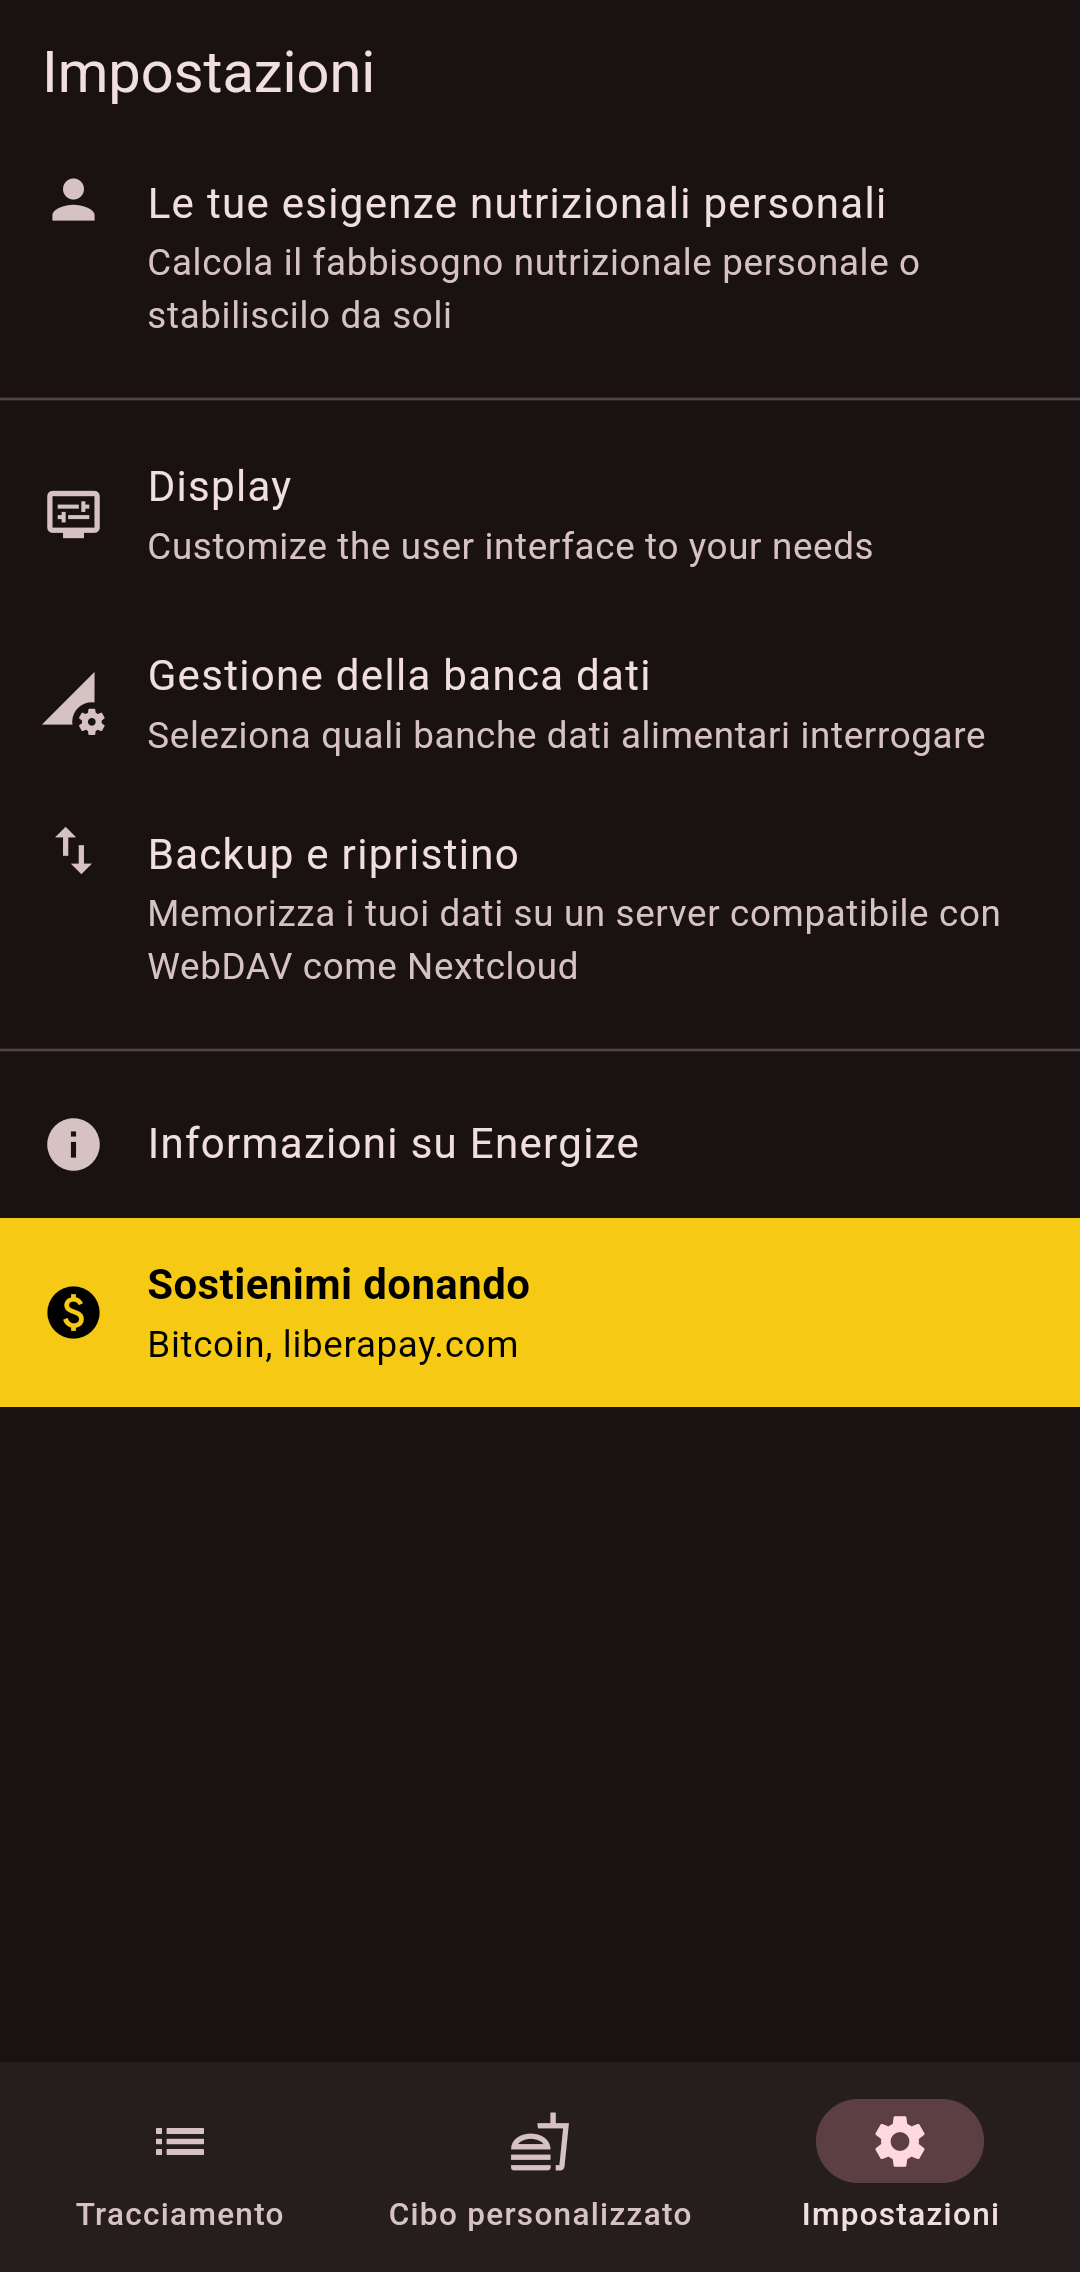 Impostazioni
Le tue esigenze nutrizionali personali
Calcola il fabbisogno nutrizionale personale o
stabiliscilo da soli
Display
Customize the user interface to your needs
Gestione della banca dati
Seleziona quali banche dati alimentari interrogare
Backup e ripristino
Memorizza i tuoi dati su un server compatibile con
WebDAV come Nextcloud
Informazioni su Energize
Sostienimi donando
Bitcoin, liberapay.com
Tracciamento
Cibo personalizzato
Impostazioni